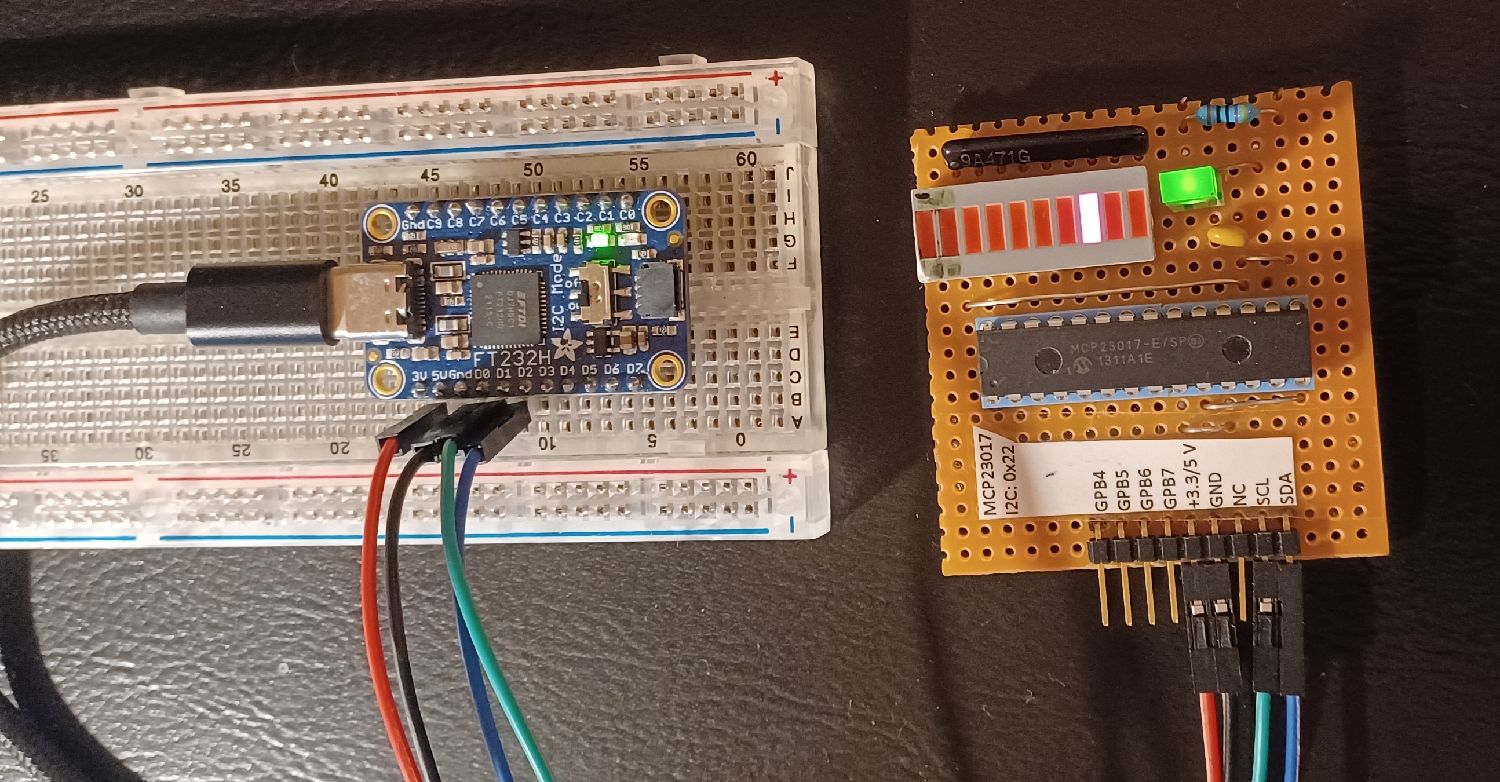 +
-
25 30 35 40 45 50 55 60
J
I
H
G
F
Gnd C9 C8 C7 C6 C5 C4 C3 C2 C1 C0
I2C Mode
FTDI
FT232H
3V 5V Gnd D0 D1 D2 D3 D4 D5 D6 D7
E
D
C
B
A
35 30 25 20 10 5 0
+
-
9A471G
MCP23017-E/SP
1311A1E
MCP23017
I2C: 0x22
GPB4
GPB5
GPB6
GPB7
+3.3/5 V
GND
NC
SCL
SDA